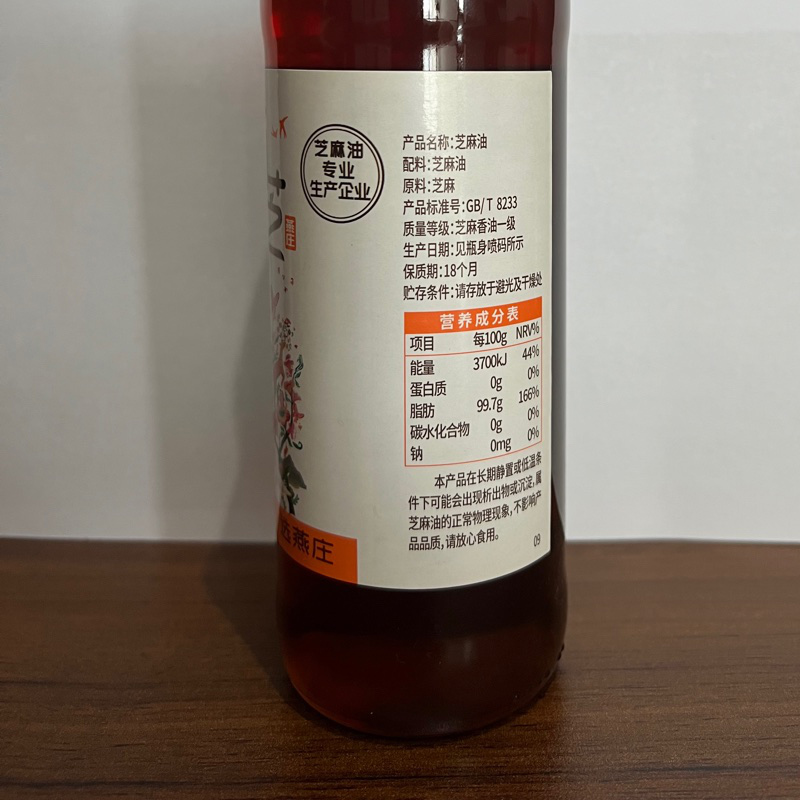 芝麻油
专业
生产企业
燕庄
燕庄
产品名称:芝麻油
配料:芝麻油
原料:芝麻
产品标准号:GB/T 8233
质量等级:芝麻香油一级
生产日期:见瓶身喷码所示
保质期:18个月
贮存条件:请存放于避光及干燥处
营养成分表
项目 每100g NRV%
能量 3700kJ 44%
蛋白质 0g 0%
脂肪 99.7g 166%
碳水化合物 0g 0%
钠 0mg 0%
本产品在长期静置或低温条
件下可能会出现析出物或沉淀,属
芝麻油的正常物理现象,不影响产
品品质,请放心食用。
09